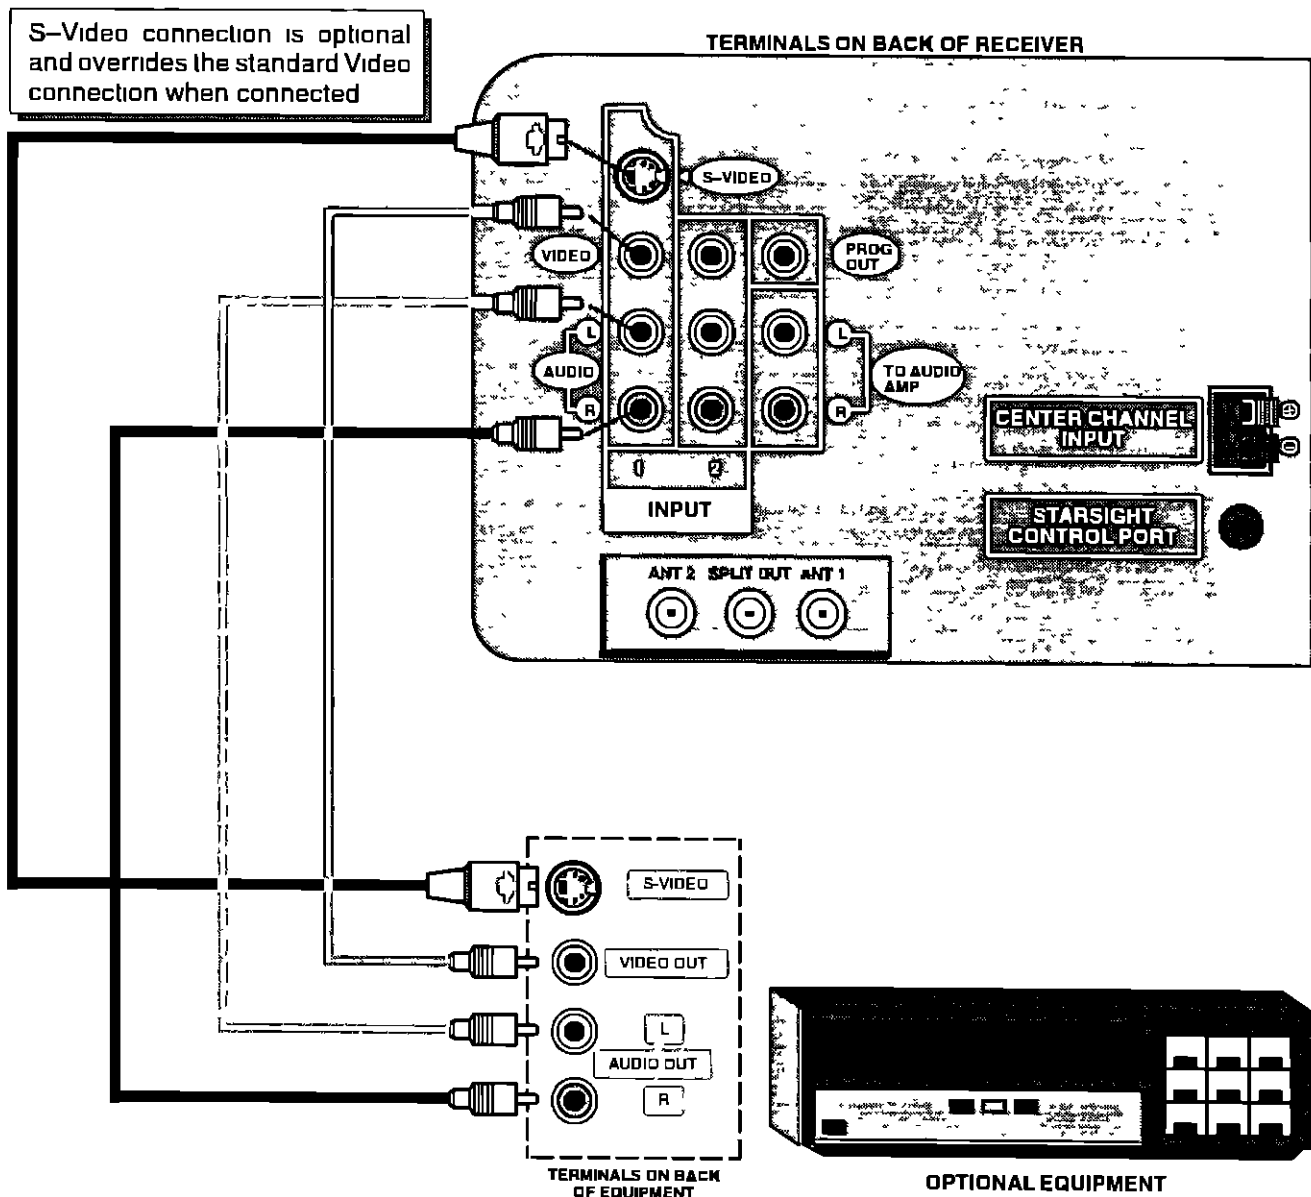 S–Video connection is optional
and overrides the standard Video
connection when connected
TERMINALS ON BACK OF RECEIVER
S–VIDEO
VIDEO
PROG
OUT
L
L
AUDIO
TO AUDIO
AMP
R
R
CENTER CHANNEL
INPUT
1 2
INPUT
STARSIGHT
CONTROL PORT
ANT 2 SPLIT OUT ANT 1
S-VIDEO
VIDEO OUT
L
AUDIO OUT
R
TERMINALS ON BACK
OF EQUIPMENT
OPTIONAL EQUIPMENT